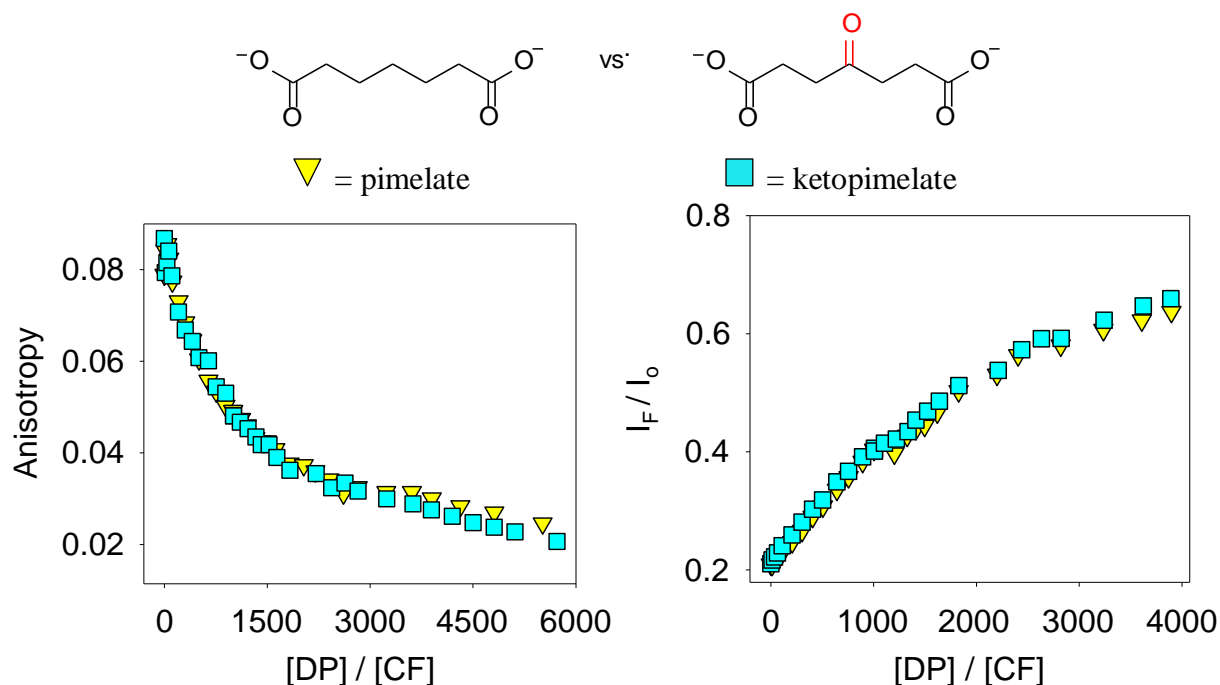 O
⁻O O⁻ vs. ⁻O O⁻
O O O O
= pimelate = ketopimelate
0.8
0.08
0.06 0.6
Anisotropy
I_F / I_o
0.04 0.4
0.02
0.2
0 1500 3000 4500 6000 0 1000 2000 3000 4000
[DP] / [CF] [DP] / [CF]